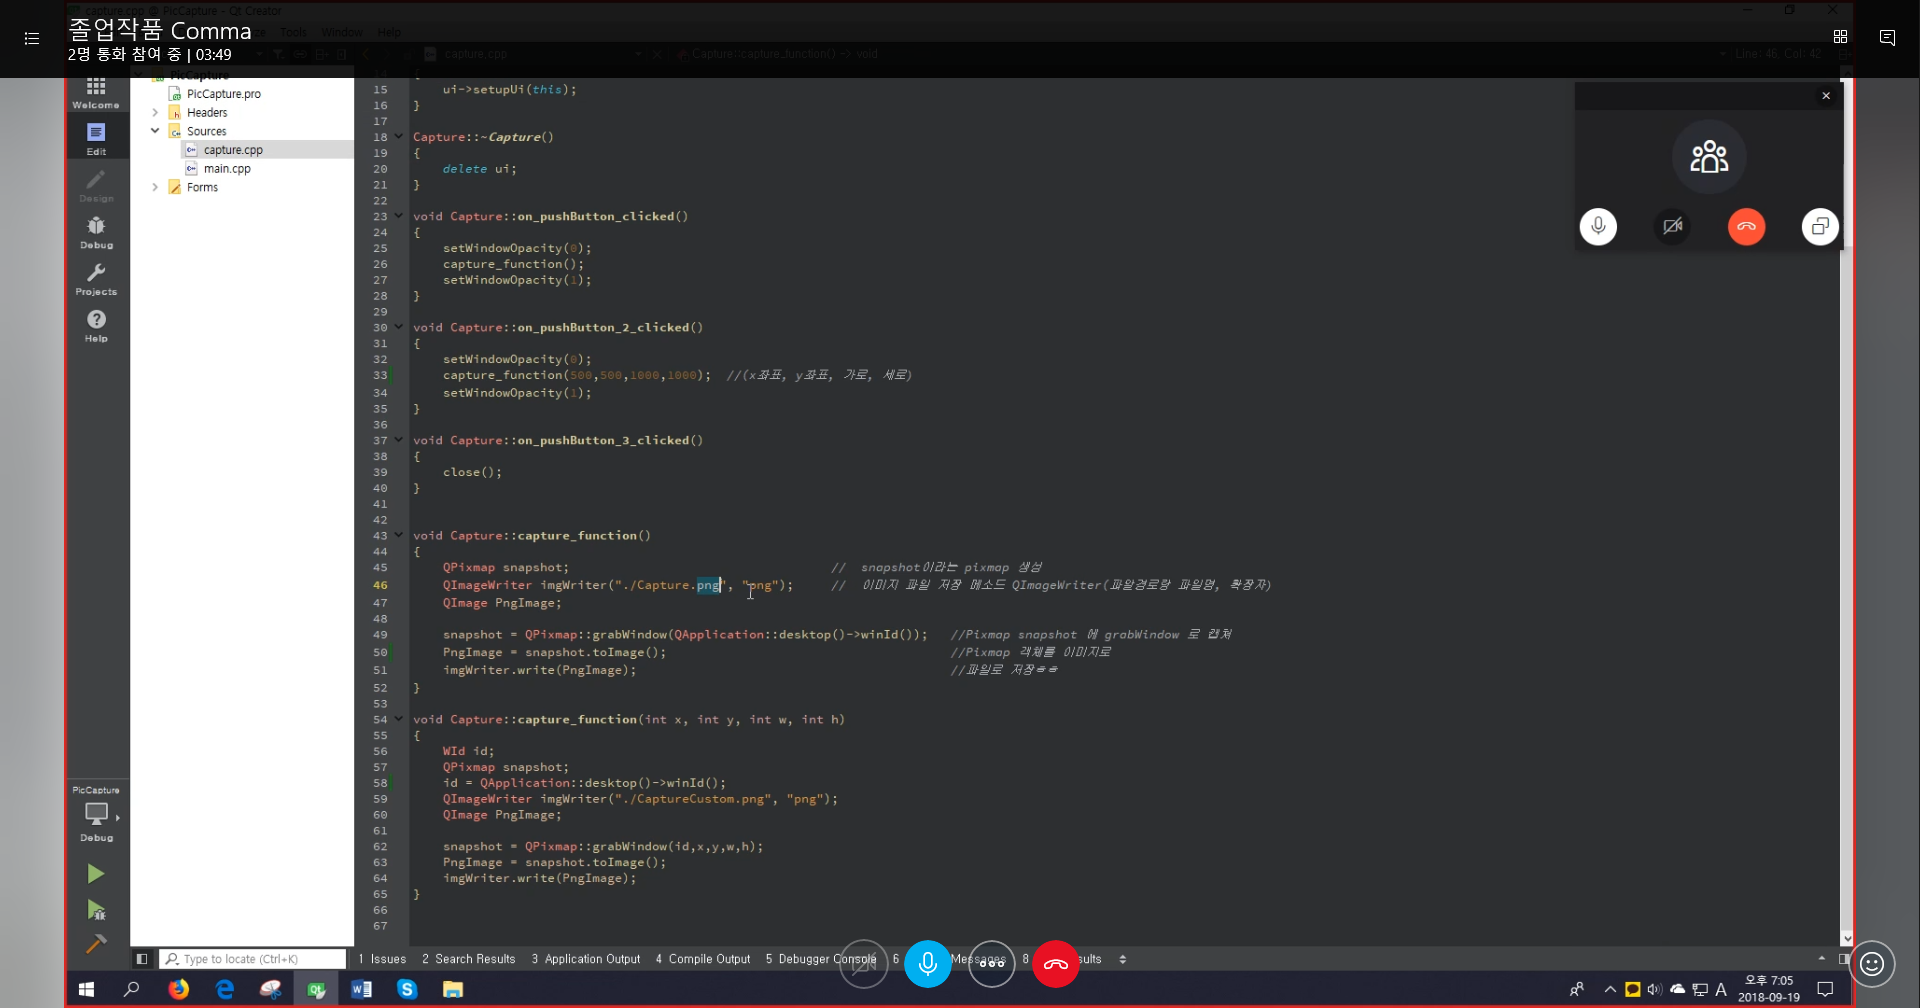 capture.cpp @ PicCapture - Qt Creator
졸업작품 Comma
Tools Window Help
2명 통화 참여 중 | 03:49
capture.cpp
Capture::capture_function() -> void
Line: 46, Col: 42
PicCapture
PicCapture.pro
Headers
Sources
capture.cpp
main.cpp
Forms
Welcome
Edit
Design
Debug
Projects
Help
14 {
15 ui->setupUi(this);
16 }
17
18 Capture::~Capture()
19 {
20 delete ui;
21 }
22
23 void Capture::on_pushButton_clicked()
24 {
25 setWindowOpacity(0);
26 capture_function();
27 setWindowOpacity(1);
28 }
29
30 void Capture::on_pushButton_2_clicked()
31 {
32 setWindowOpacity(0);
33 capture_function(500,500,1000,1000); //(x좌표, y좌표, 가로, 세로)
34 setWindowOpacity(1);
35 }
36
37 void Capture::on_pushButton_3_clicked()
38 {
39 close();
40 }
41
42
43 void Capture::capture_function()
44 {
45 QPixmap snapshot; // snapshot이라는 pixmap 생성
46 QImageWriter imgWriter("./Capture.png", "png"); // 이미지 파일 저장 메소드 QImageWriter(파일경로랑 파일명, 확장자)
47 QImage PngImage;
48
49 snapshot = QPixmap::grabWindow(QApplication::desktop()->winId()); //Pixmap snapshot 에 grabWindow 로 캡쳐
50 PngImage = snapshot.toImage(); //Pixmap 객체를 이미지로
51 imgWriter.write(PngImage); //파일로 저장ㅎㅎ
52 }
53
54 void Capture::capture_function(int x, int y, int w, int h)
55 {
56 WId id;
57 QPixmap snapshot;
58 id = QApplication::desktop()->winId();
59 QImageWriter imgWriter("./CaptureCustom.png", "png");
60 QImage PngImage;
61
62 snapshot = QPixmap::grabWindow(id,x,y,w,h);
63 PngImage = snapshot.toImage();
64 imgWriter.write(PngImage);
65 }
66
67
PicCapture
Debug
Type to locate (Ctrl+K)
1 Issues 2 Search Results 3 Application Output 4 Compile Output 5 Debugger Console 6 Messages 8
A
오후 7:05
2018-09-19